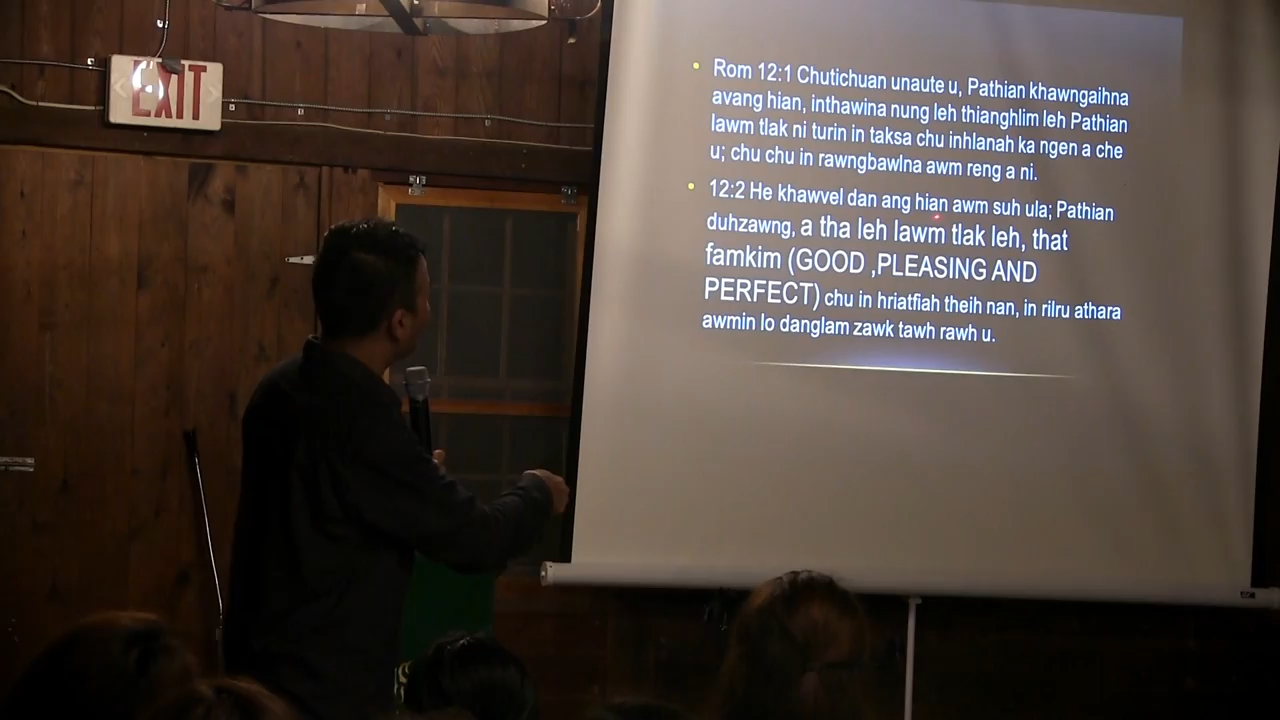 EXIT
Rom 12:1 Chutichuan unaute u, Pathian khawngaihna
avang hian, inthawina nung leh thianghlim leh Pathian
lawm tlak ni turin in taksa chu inhlanah ka ngen a che
u; chu chu in rawngbawlna awm reng a ni.
12:2 He khawvel dan ang hian awm suh ula; Pathian
duhzawng, a tha leh lawm tlak leh, that
famkim (GOOD ,PLEASING AND
PERFECT) chu in hriatfiah theih nan, in rilru athara
awmin lo danglam zawk tawh rawh u.